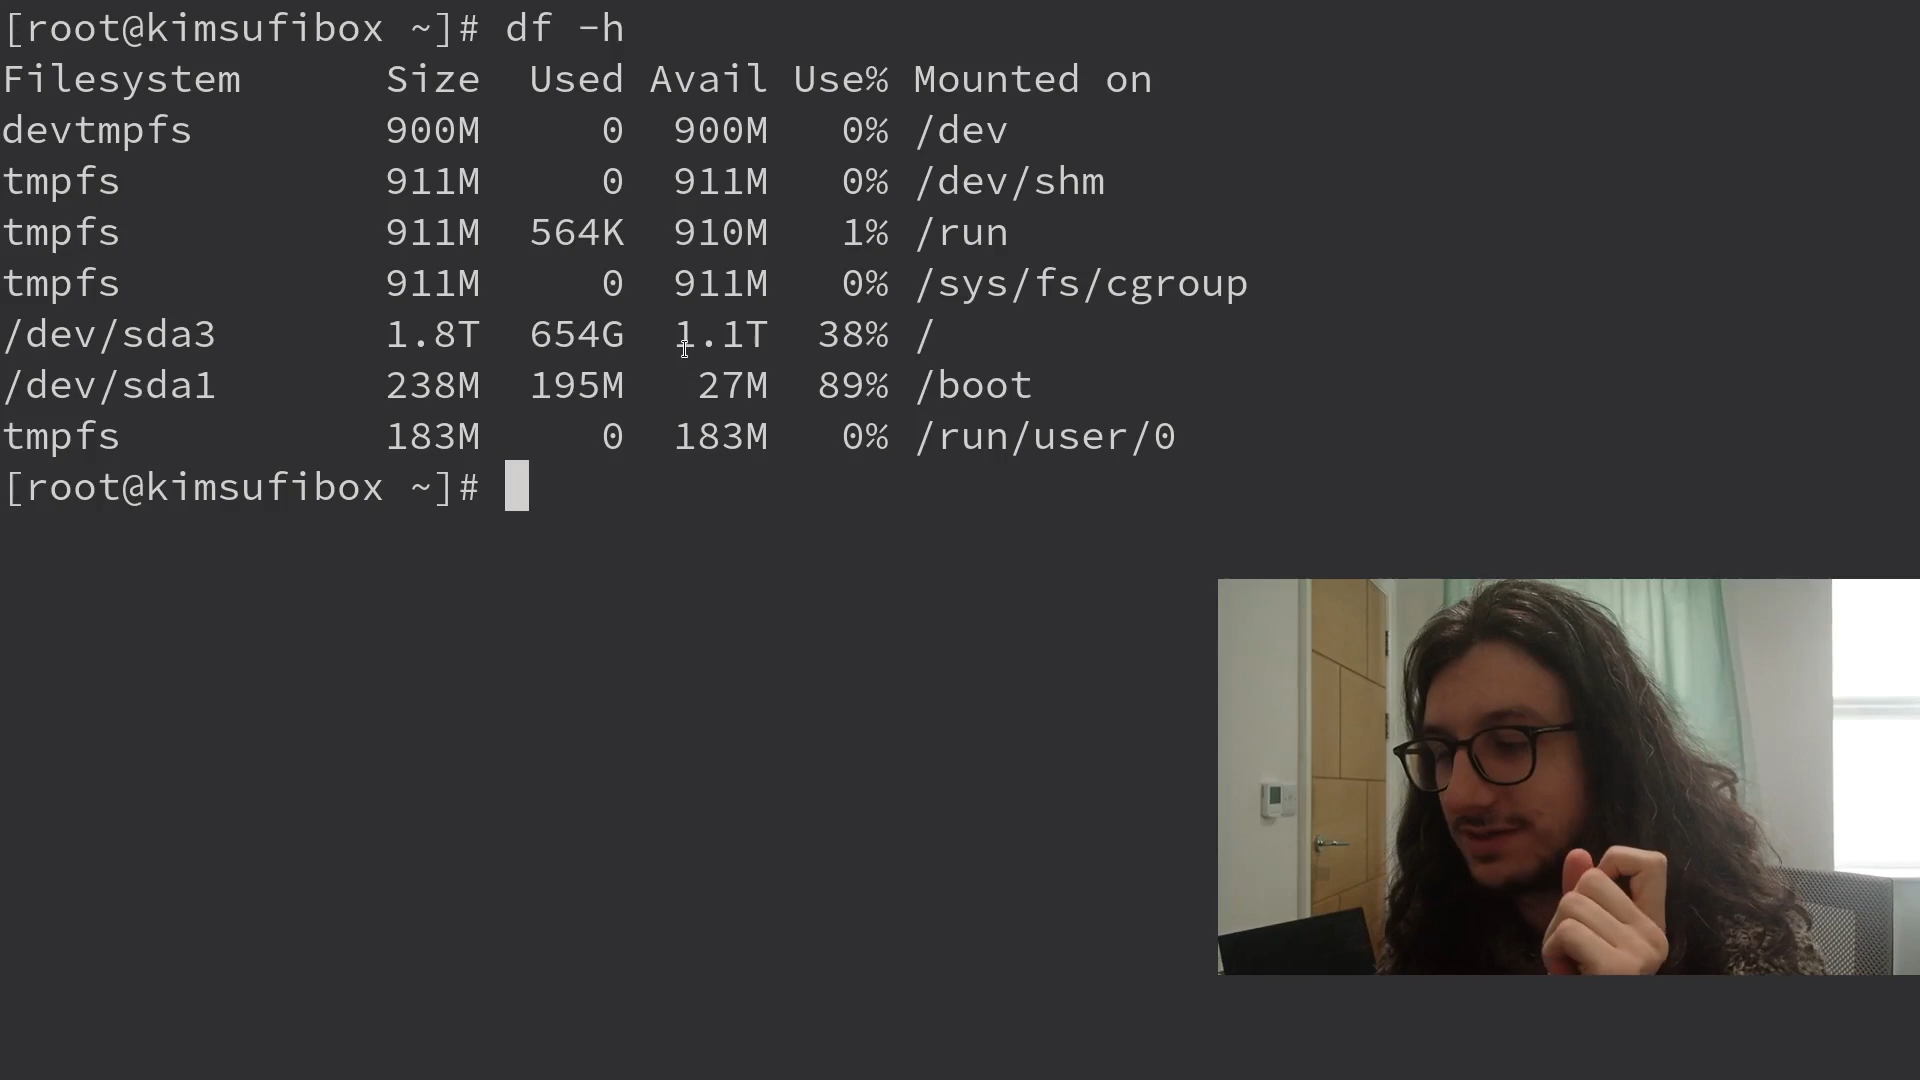 [root@kimsufibox ~]# df -h
Filesystem      Size  Used Avail Use% Mounted on
devtmpfs        900M     0  900M   0% /dev
tmpfs           911M     0  911M   0% /dev/shm
tmpfs           911M  564K  910M   1% /run
tmpfs           911M     0  911M   0% /sys/fs/cgroup
/dev/sda3       1.8T  654G  1.1T  38% /
/dev/sda1       238M  195M   27M  89% /boot
tmpfs           183M     0  183M   0% /run/user/0
[root@kimsufibox ~]#